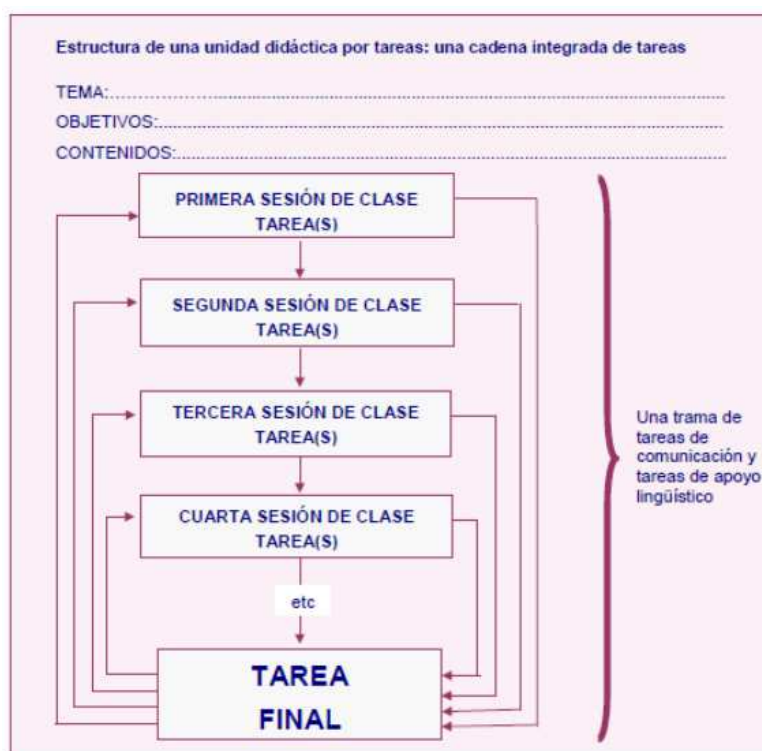 Estructura de una unidad didáctica por tareas: una cadena integrada de tareas
TEMA:...........................................................................................................................
OBJETIVOS:...................................................................................................................
CONTENIDOS:...............................................................................................................
PRIMERA SESIÓN DE CLASE
TAREA(S)
SEGUNDA SESIÓN DE CLASE
TAREA(S)
TERCERA SESIÓN DE CLASE
TAREA(S)
CUARTA SESIÓN DE CLASE
TAREA(S)
etc
TAREA
FINAL
Una trama de
tareas de
comunicación y
tareas de apoyo
lingüístico